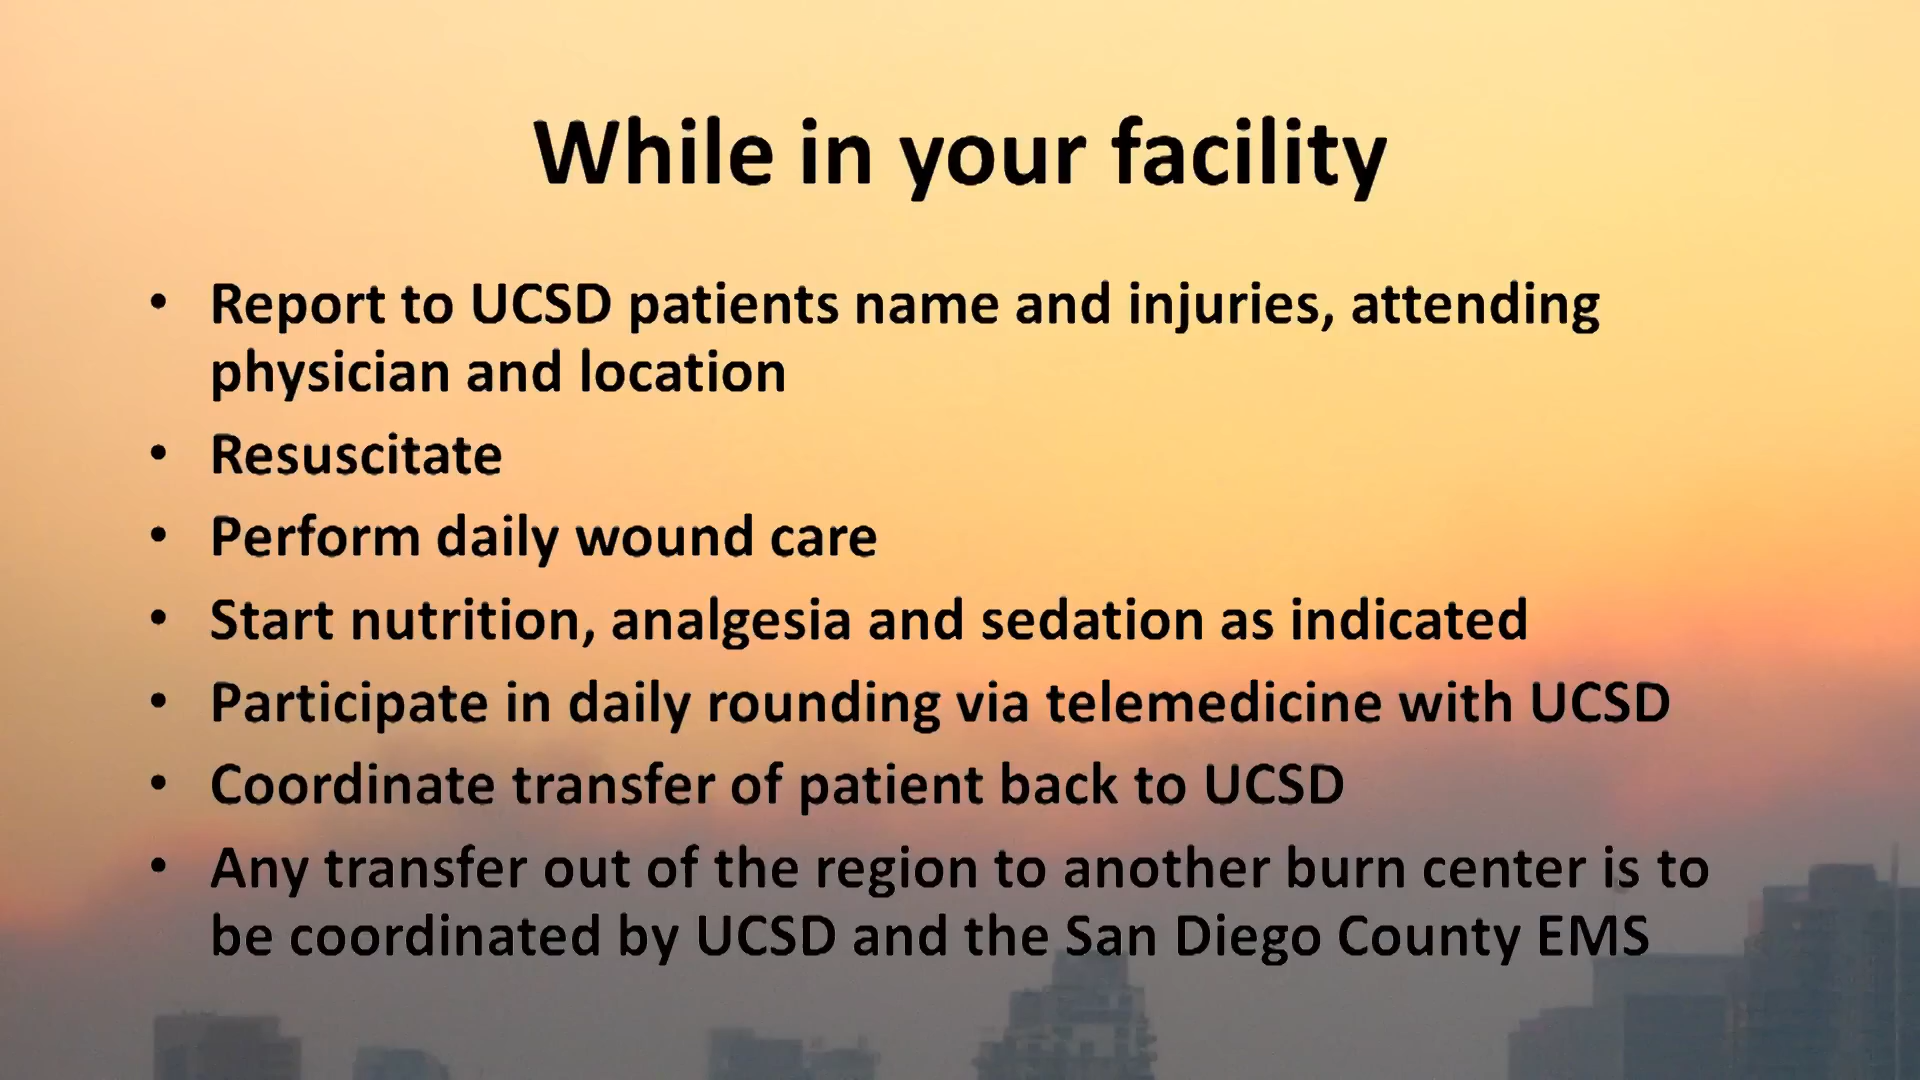 While in your facility
• Report to UCSD patients name and injuries, attending
physician and location
• Resuscitate
• Perform daily wound care
• Start nutrition, analgesia and sedation as indicated
• Participate in daily rounding via telemedicine with UCSD
• Coordinate transfer of patient back to UCSD
• Any transfer out of the region to another burn center is to
be coordinated by UCSD and the San Diego County EMS